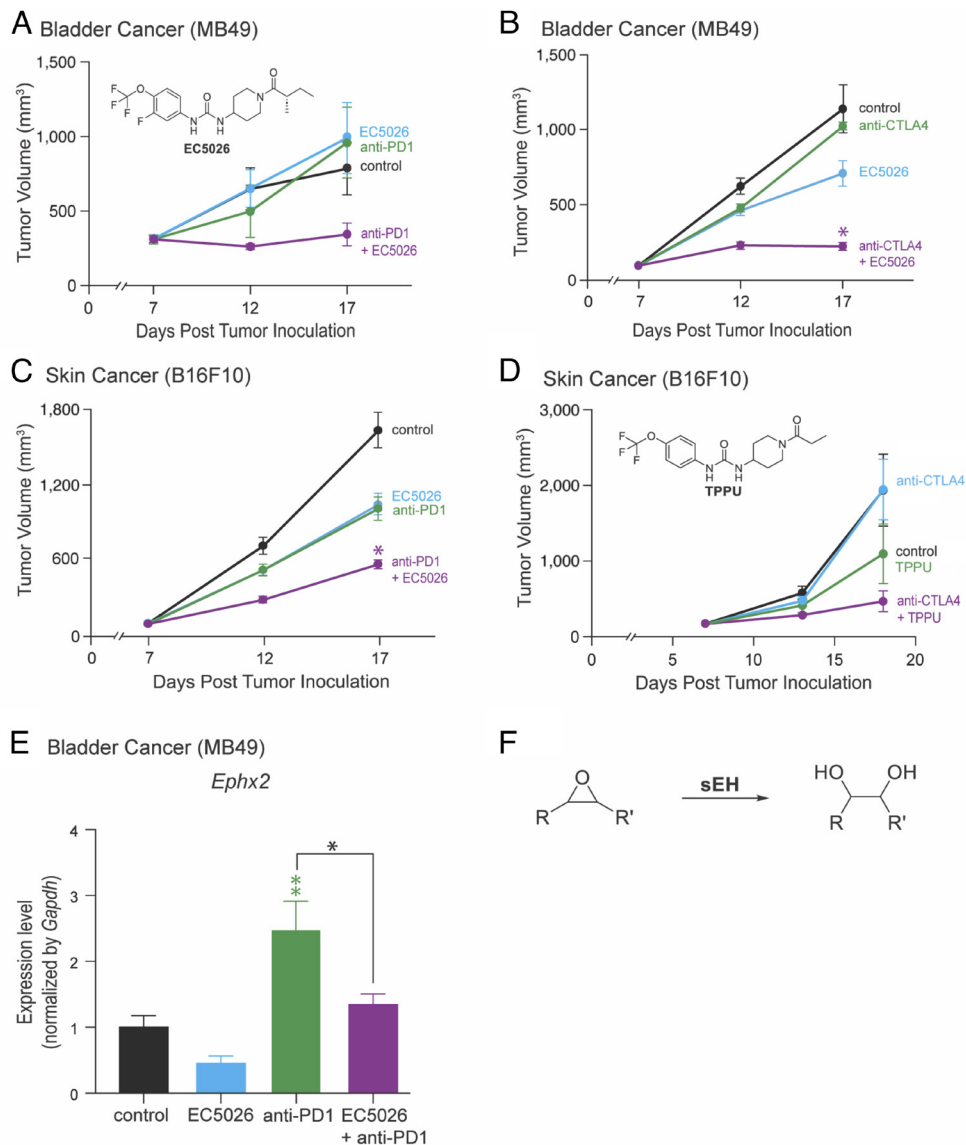 A Bladder Cancer (MB49)
Tumor Volume (mm³)
1,500
1,000
500
0
0
7
12
17
Days Post Tumor Inoculation
F
F
F
O
F
O
N
H
N
H
N
O
EC5026
EC5026
anti-PD1
control
anti-PD1
+ EC5026
B Bladder Cancer (MB49)
Tumor Volume (mm³)
1,500
1,000
500
0
0
7
12
17
Days Post Tumor Inoculation
control
anti-CTLA4
EC5026
*
anti-CTLA4
+ EC5026
C Skin Cancer (B16F10)
Tumor Volume (mm³)
1,800
1,200
600
0
0
7
12
17
Days Post Tumor Inoculation
control
EC5026
anti-PD1
*
anti-PD1
+ EC5026
D Skin Cancer (B16F10)
Tumor Volume (mm³)
3,000
2,000
1,000
0
0
5
10
15
20
Days Post Tumor Inoculation
F
F
F
O
O
N
H
N
H
N
O
TPPU
anti-CTLA4
control
TPPU
anti-CTLA4
+ TPPU
E Bladder Cancer (MB49)
Ephx2
Expression level
(normalized by Gapdh)
4
3
2
1
0
**
*
control
EC5026
anti-PD1
EC5026
+ anti-PD1
F
O
R
R'
sEH
HO
OH
R
R'